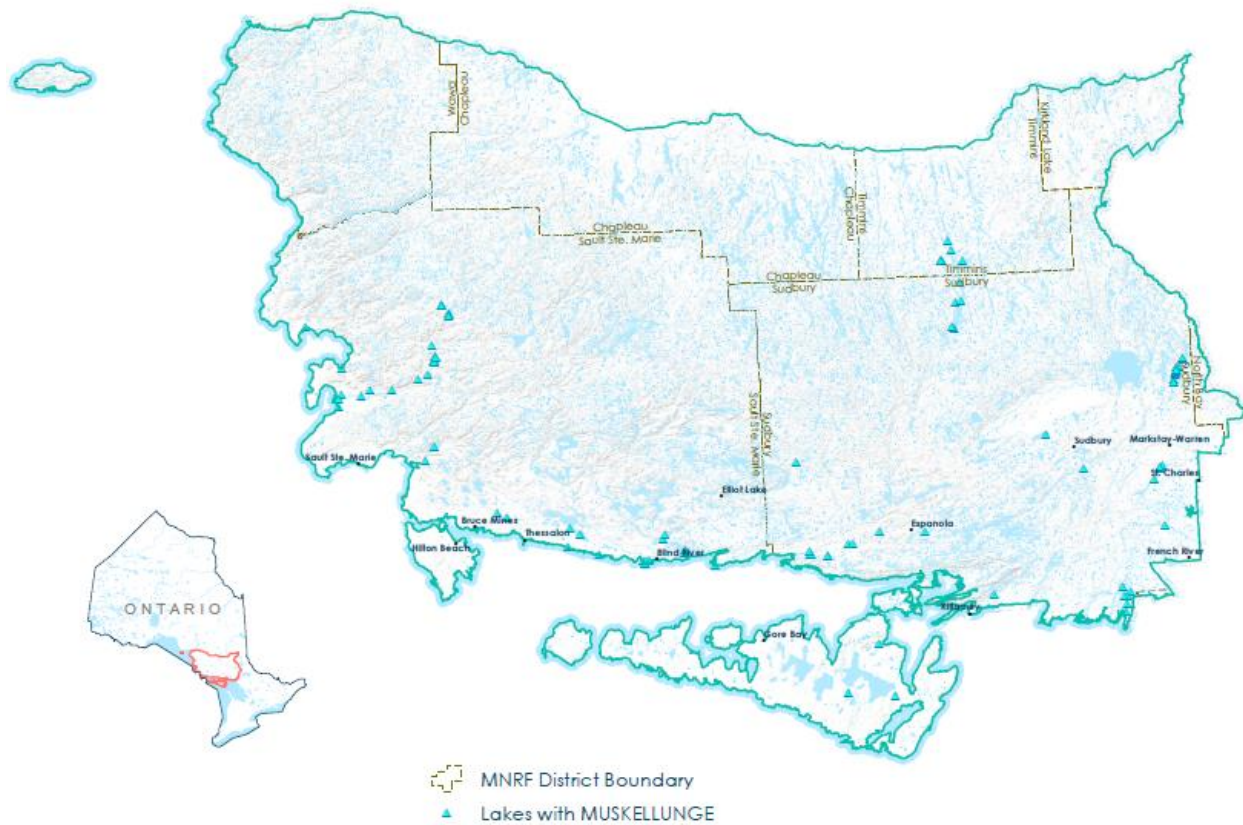 Wawa
Chapleau
Kirkland Lake
Timmins
Timmins
Chapleau
Chapleau
Sault Ste. Marie
Chapleau
Sudbury
Timmins
Sudbury
North Bay
Sudbury
Sudbury
Sault Ste. Marie
Sudbury
Markstay-Warren
Sault Ste. Marie
St. Charles
Elliot Lake
Bruce Mines
Espanola
Thessalon
Hilton Beach
Blind River
French River
Killarney
Gore Bay
ONTARIO
MNRF District Boundary
Lakes with MUSKELLUNGE